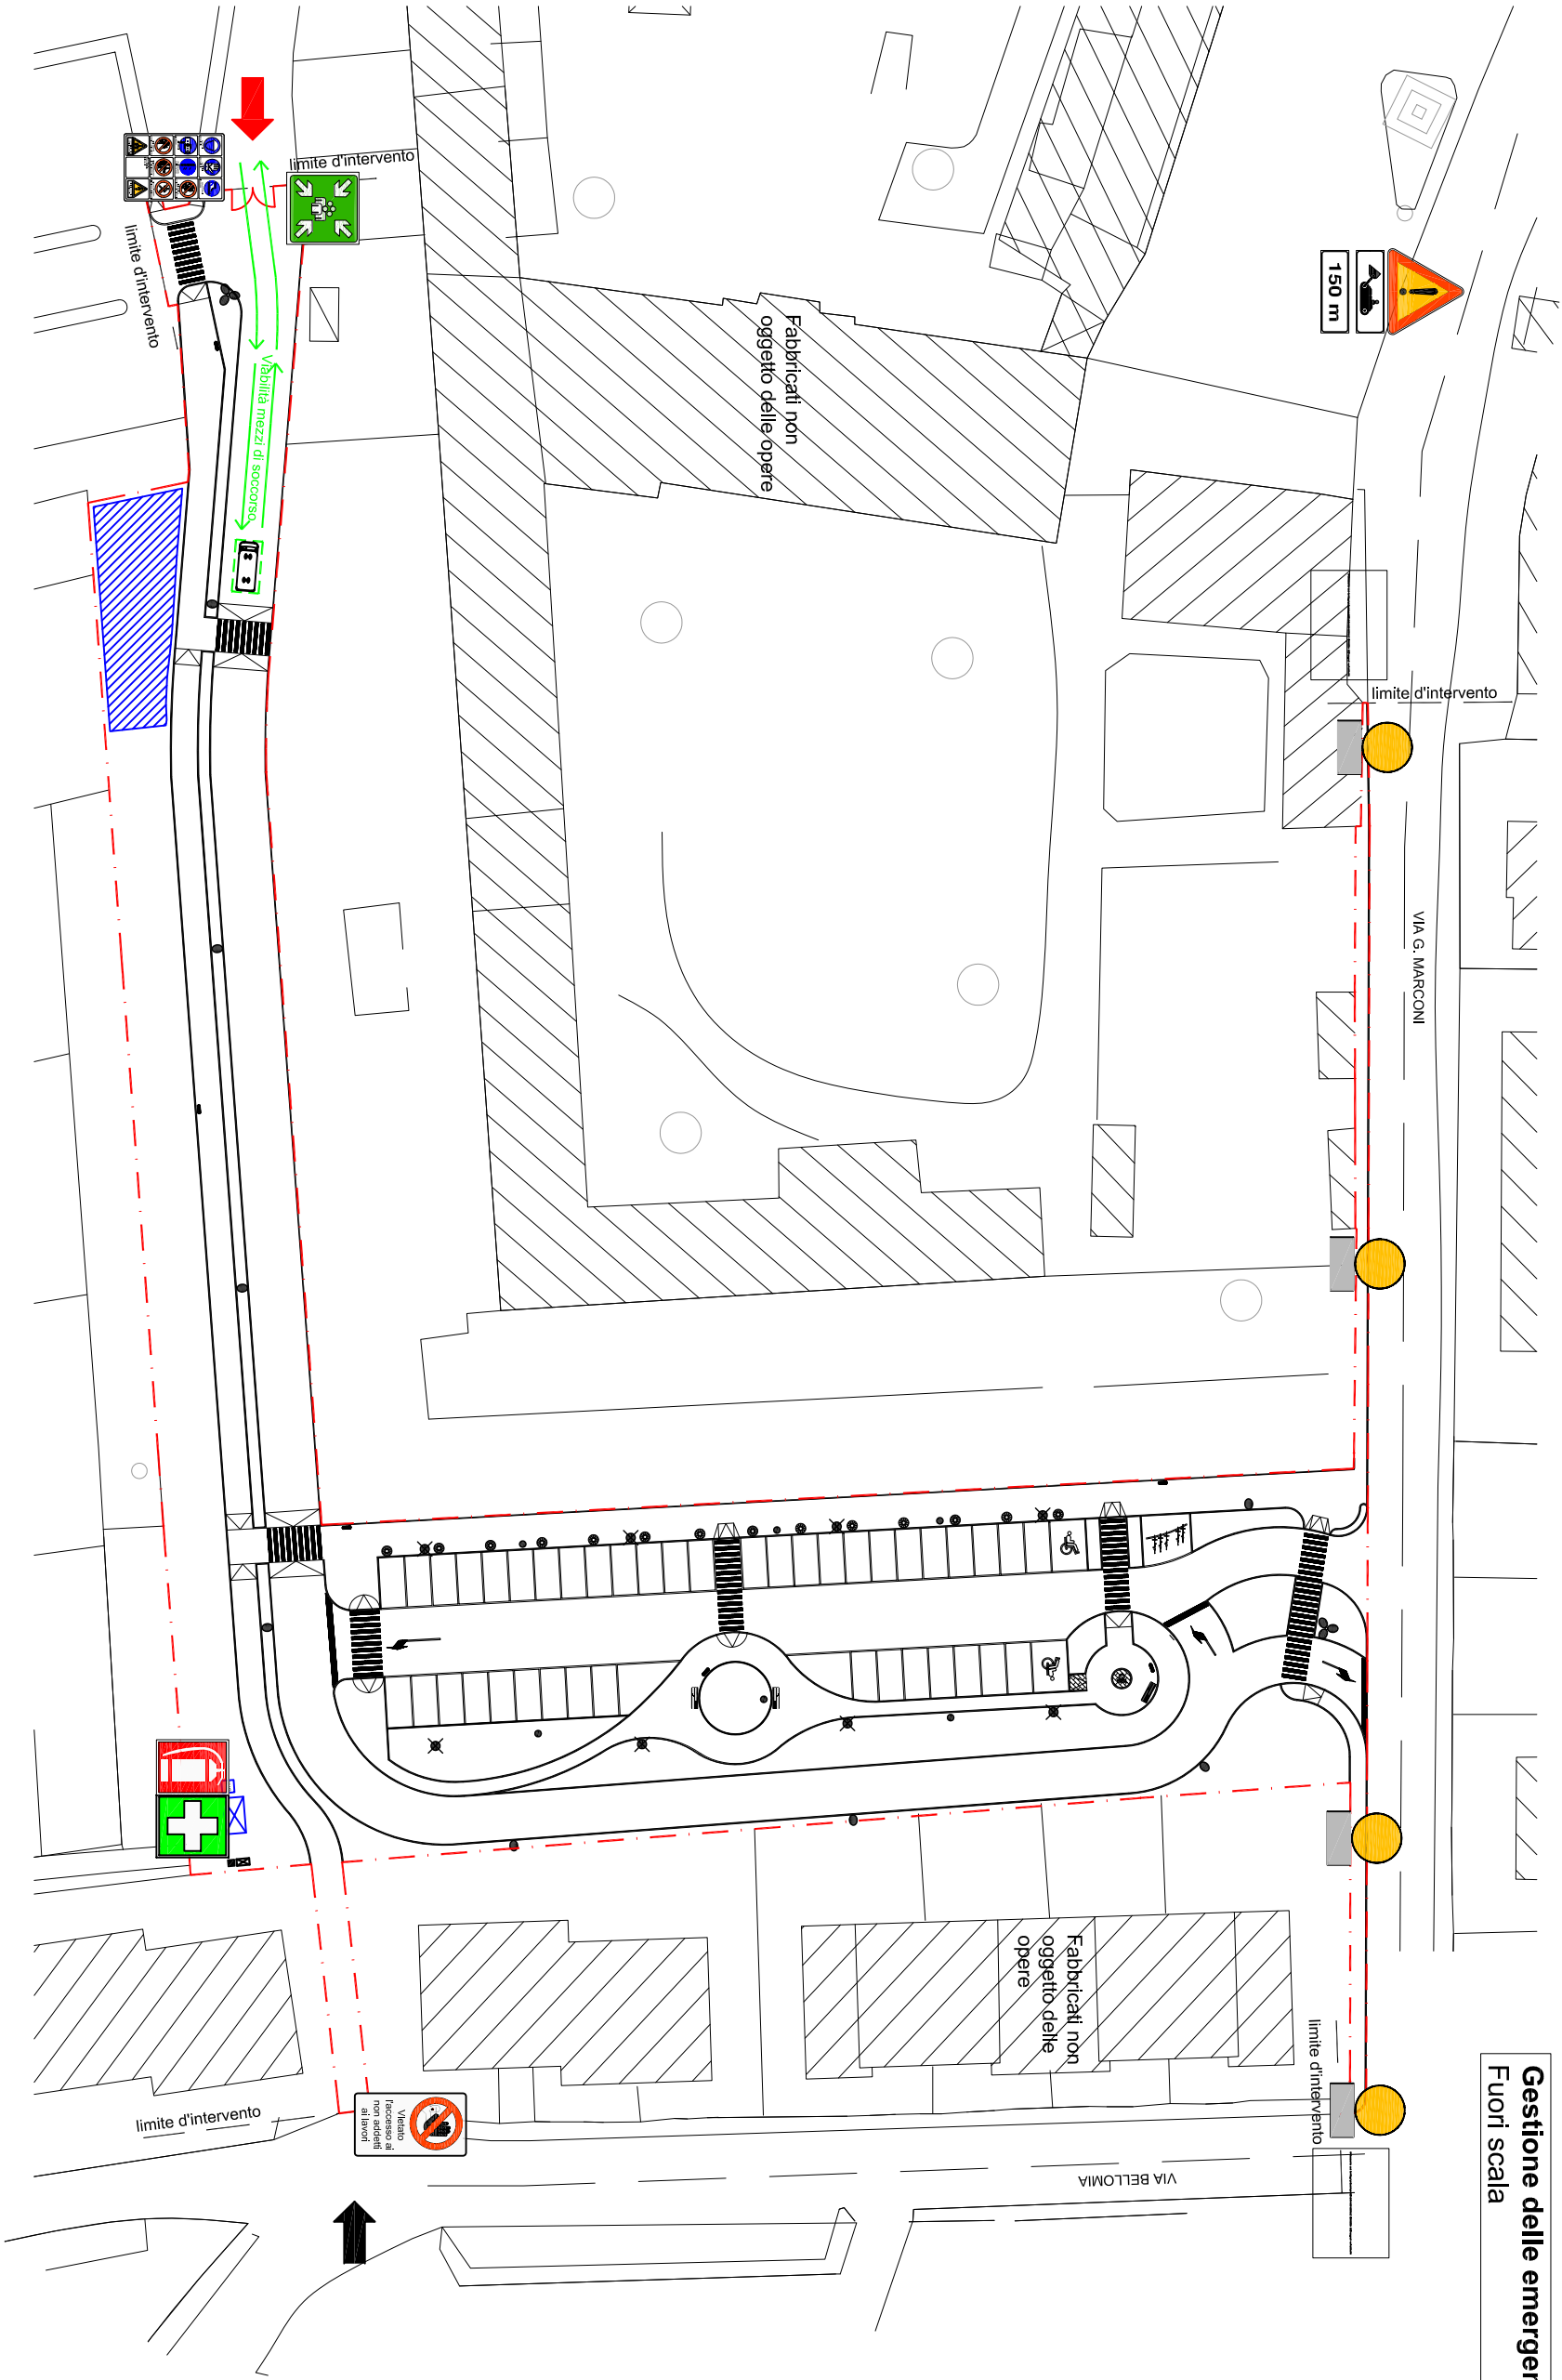 Gestione delle emerger
Fuori scala
150 m
limite d'intervento
limite d'intervento
Viabilità mezzi di soccorso
Fabbricati non
oggetto delle opere
limite d'intervento
VIA G. MARCONI
Fabbricati non
oggetto delle
opere
limite d'intervento
limite d'intervento
Vietato
l'accesso ai
non addetti
ai lavori
VIA BELLOMIA